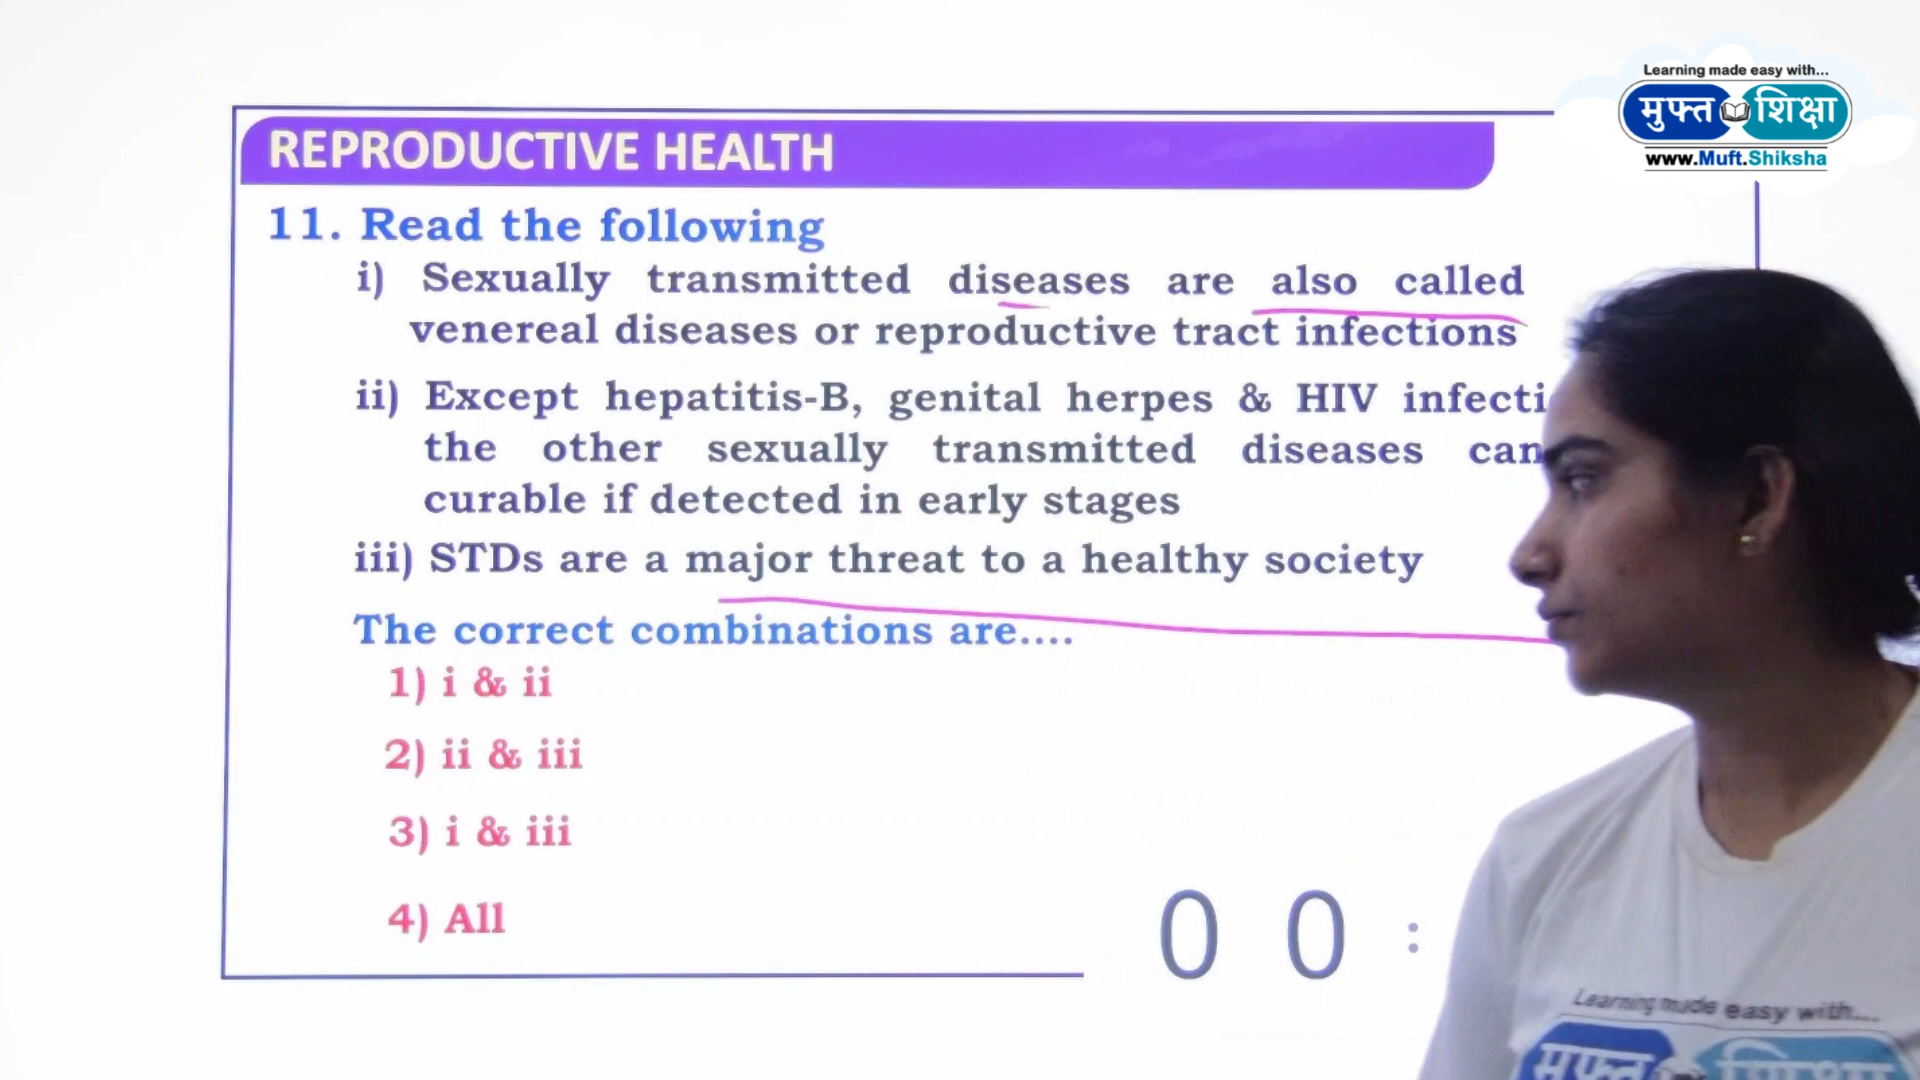 Learning made easy with...
मुफ्त शिक्षा
www.Muft.Shiksha
REPRODUCTIVE HEALTH
11. Read the following
i) Sexually transmitted diseases are also called
venereal diseases or reproductive tract infections
ii) Except hepatitis-B, genital herpes & HIV infecti
the other sexually transmitted diseases can
curable if detected in early stages
iii) STDs are a major threat to a healthy society
The correct combinations are....
1) i & ii
2) ii & iii
3) i & iii
4) All
0 0 :
Learning made easy with...
मुफ्त शिक्षा